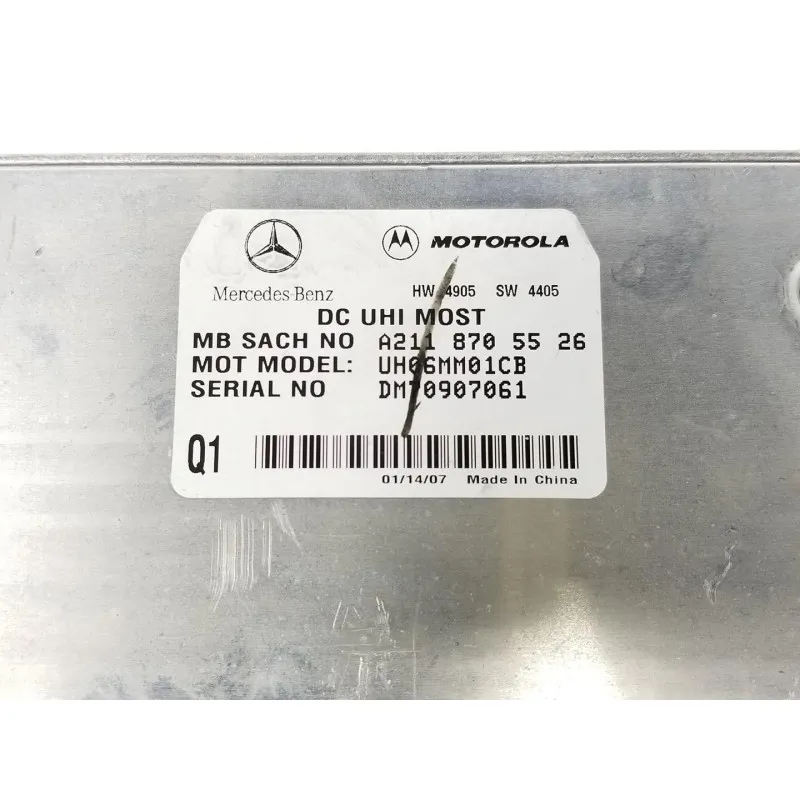 MOTOROLA
Mercedes-Benz HW 4905 SW 4405
DC UHI MOST
MB SACH NO A211 870 55 26
MOT MODEL: UH06MM01CB
SERIAL NO DM70907061
Q1
01/14/07 Made In China